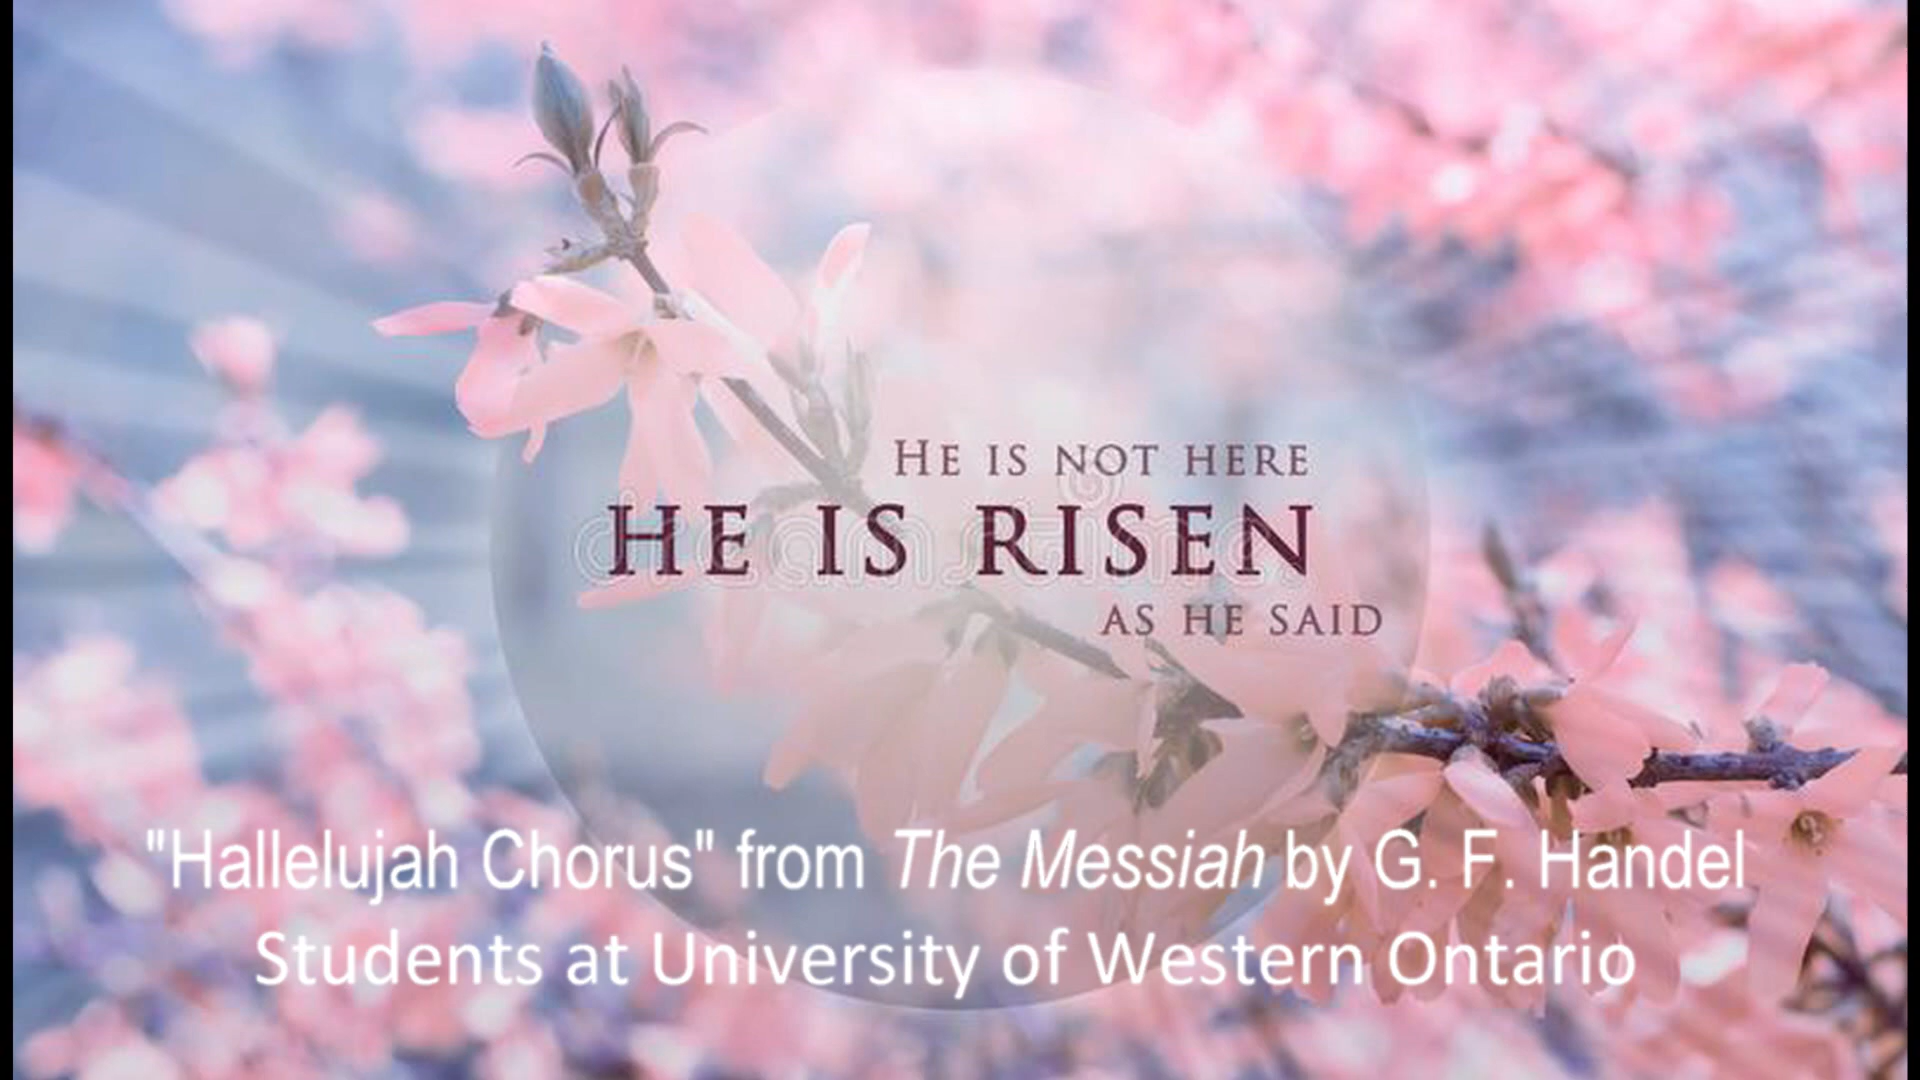 HE IS NOT HERE
HE IS RISEN
AS HE SAID
dreamstime
"Hallelujah Chorus" from The Messiah by G. F. Handel
Students at University of Western Ontario